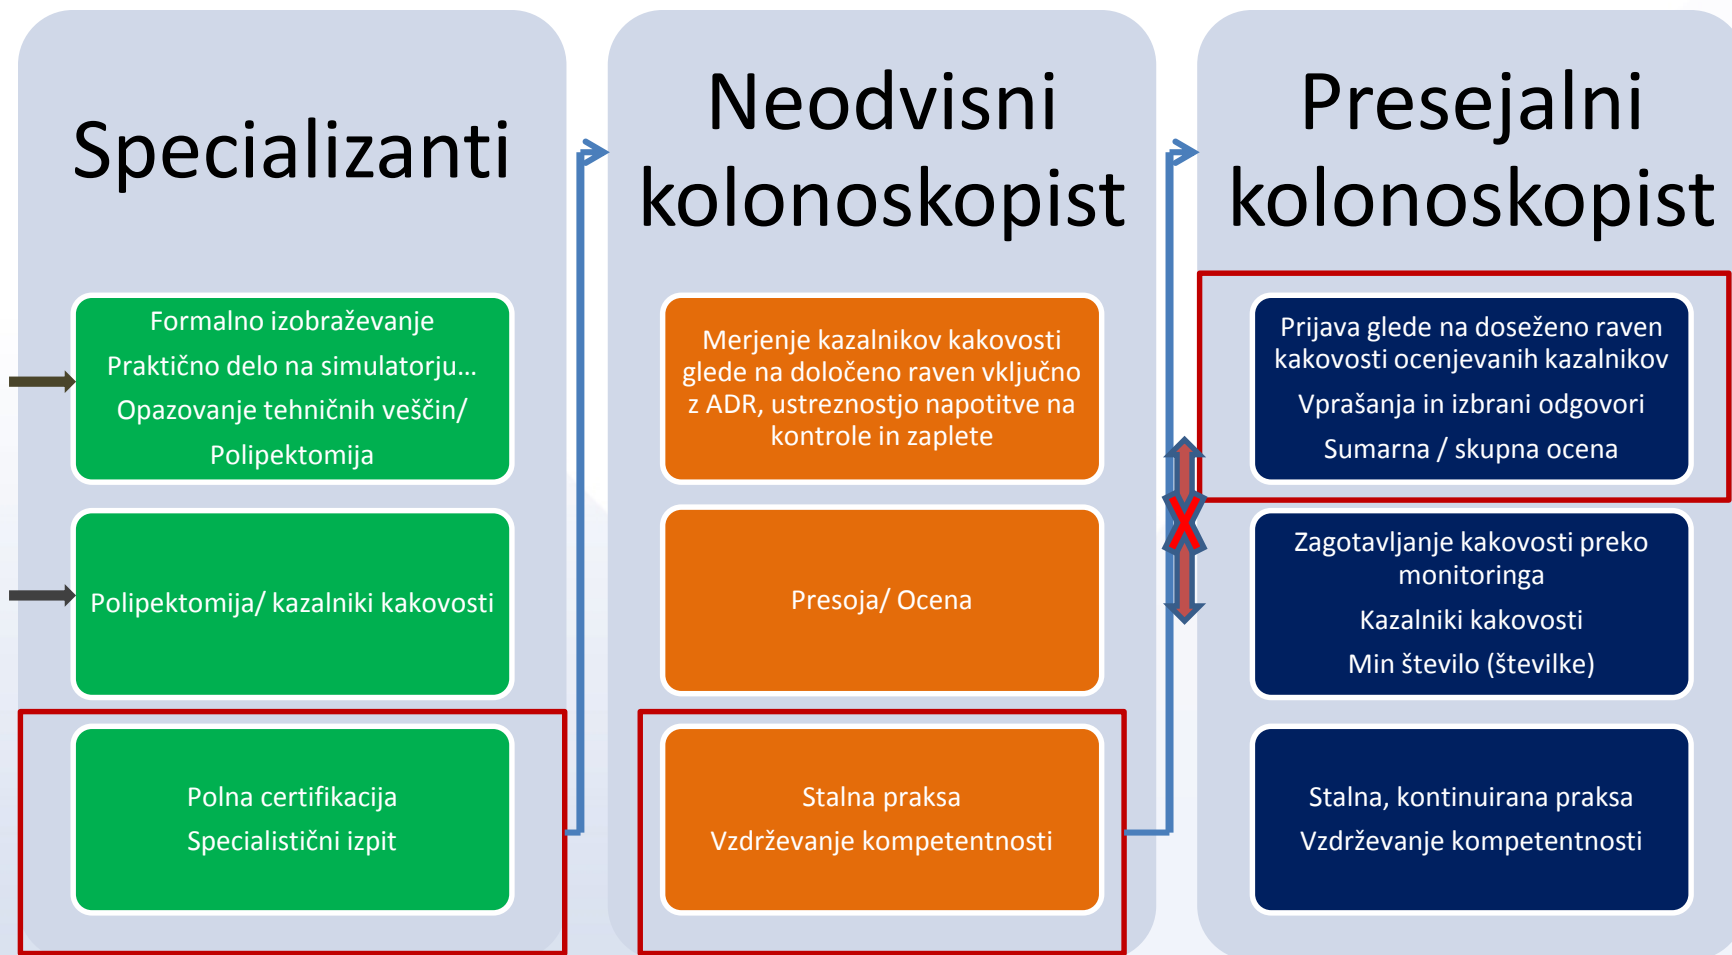 Specializanti
Formalno izobraževanje
Praktično delo na simulatorju...
Opazovanje tehničnih veščin/
Polipektomija
Polipektomija/ kazalniki kakovosti
Polna certifikacija
Specialistični izpit
Neodvisni
kolonoskopist
Merjenje kazalnikov kakovosti
glede na določeno raven vključno
z ADR, ustreznostjo napotitve na
kontrole in zaplete
Presoja/ Ocena
Stalna praksa
Vzdrževanje kompetentnosti
Presejalni
kolonoskopist
Prijava glede na doseženo raven
kakovosti ocenjevanih kazalnikov
Vprašanja in izbrani odgovori
Sumarna / skupna ocena
Zagotavljanje kakovosti preko
monitoringa
Kazalniki kakovosti
Min število (številke)
Stalna, kontinuirana praksa
Vzdrževanje kompetentnosti